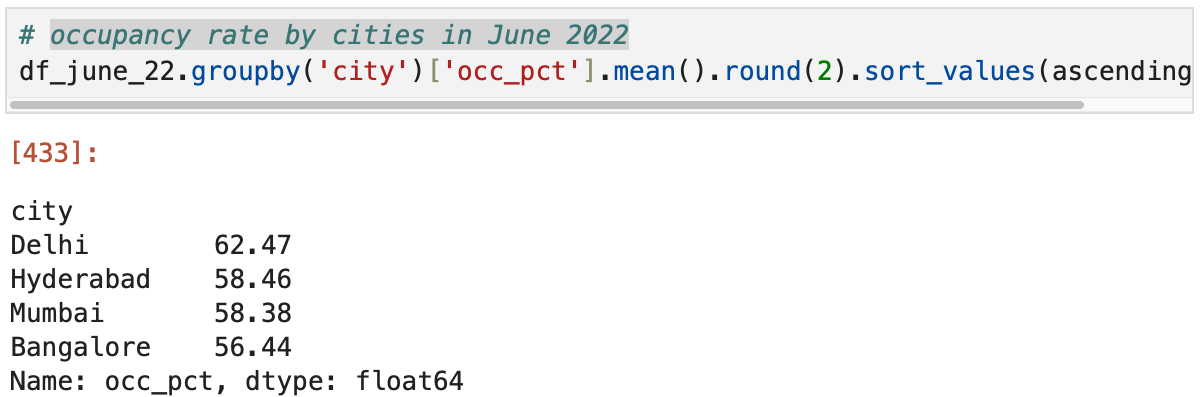 # occupancy rate by cities in June 2022
df_june_22.groupby('city')['occ_pct'].mean().round(2).sort_values(ascending
[433]:
city
Delhi 62.47
Hyderabad 58.46
Mumbai 58.38
Bangalore 56.44
Name: occ_pct, dtype: float64